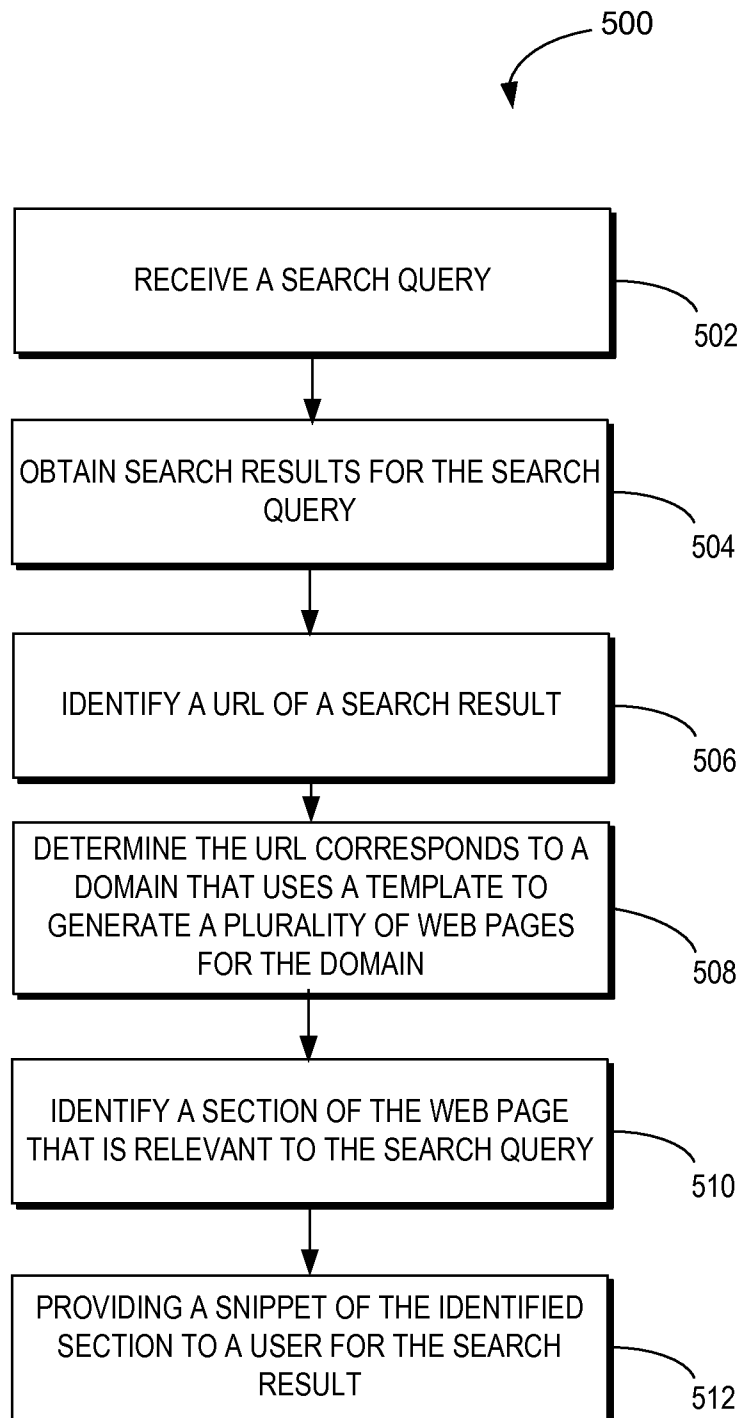 500
RECEIVE A SEARCH QUERY
502
OBTAIN SEARCH RESULTS FOR THE SEARCH
QUERY
504
IDENTIFY A URL OF A SEARCH RESULT
506
DETERMINE THE URL CORRESPONDS TO A
DOMAIN THAT USES A TEMPLATE TO
GENERATE A PLURALITY OF WEB PAGES
FOR THE DOMAIN
508
IDENTIFY A SECTION OF THE WEB PAGE
THAT IS RELEVANT TO THE SEARCH QUERY
510
PROVIDING A SNIPPET OF THE IDENTIFIED
SECTION TO A USER FOR THE SEARCH
RESULT
512